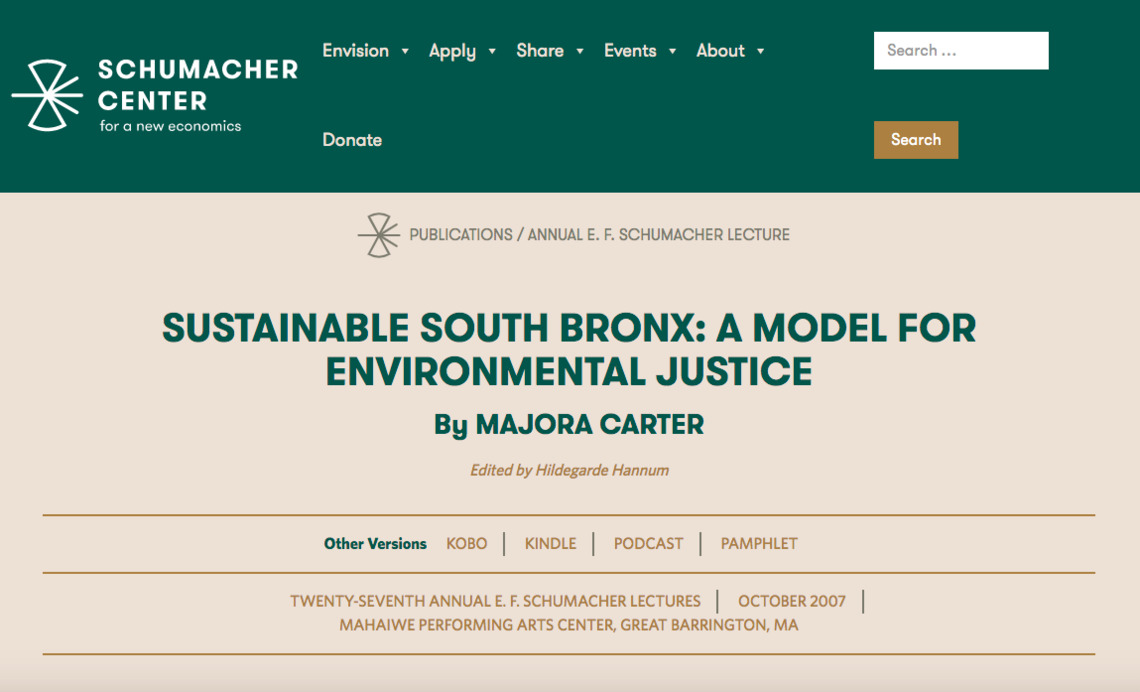 SCHUMACHER
CENTER
for a new economics
Envision
Apply
Share
Events
About
Donate
Search ...
Search
PUBLICATIONS / ANNUAL E. F. SCHUMACHER LECTURE
SUSTAINABLE SOUTH BRONX: A MODEL FOR
ENVIRONMENTAL JUSTICE
By MAJORA CARTER
Edited by Hildegarde Hannum
Other Versions KOBO | KINDLE | PODCAST | PAMPHLET
TWENTY-SEVENTH ANNUAL E. F. SCHUMACHER LECTURES | OCTOBER 2007 |
MAHAIWE PERFORMING ARTS CENTER, GREAT BARRINGTON, MA